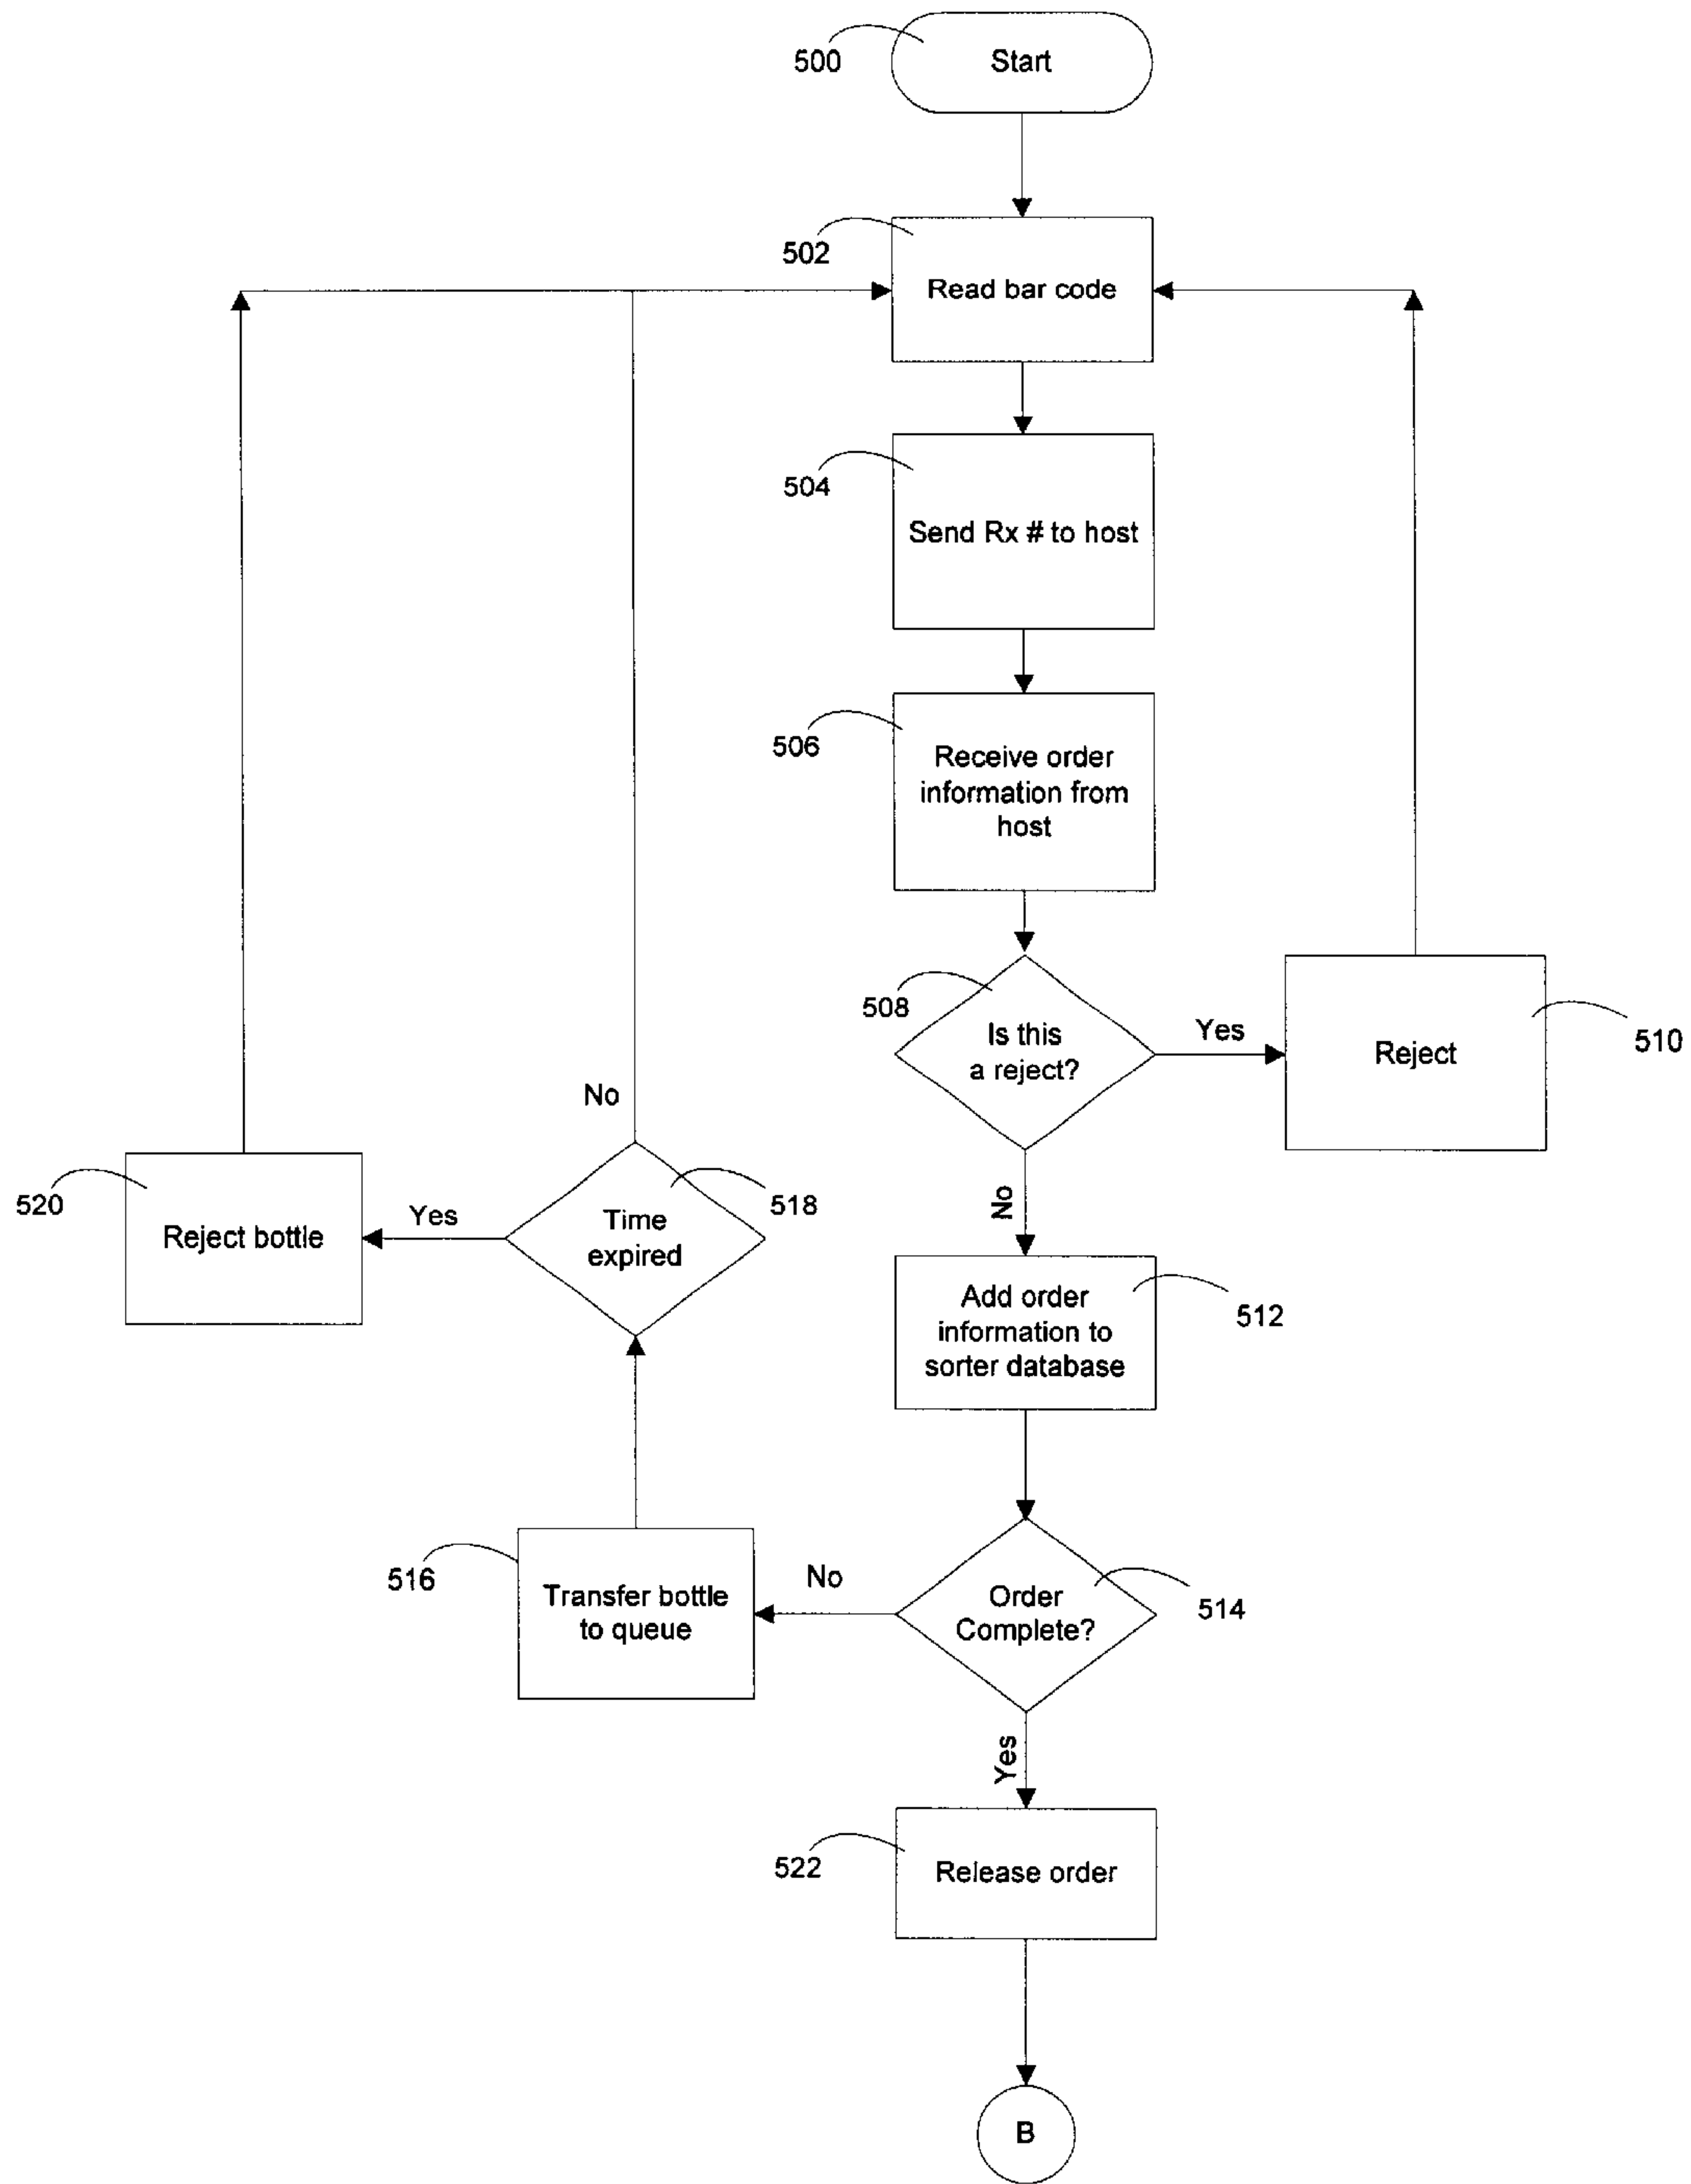 500
Start
502
Read bar code
504
Send Rx # to host
506
Receive order
information from
host
508
Is this
a reject?
Yes
Reject
510
No
No
520
Reject bottle
Yes
Time
expired
518
Add order
information to
sorter database
512
516
Transfer bottle
to queue
No
Order
Complete?
514
Yes
522
Release order
B